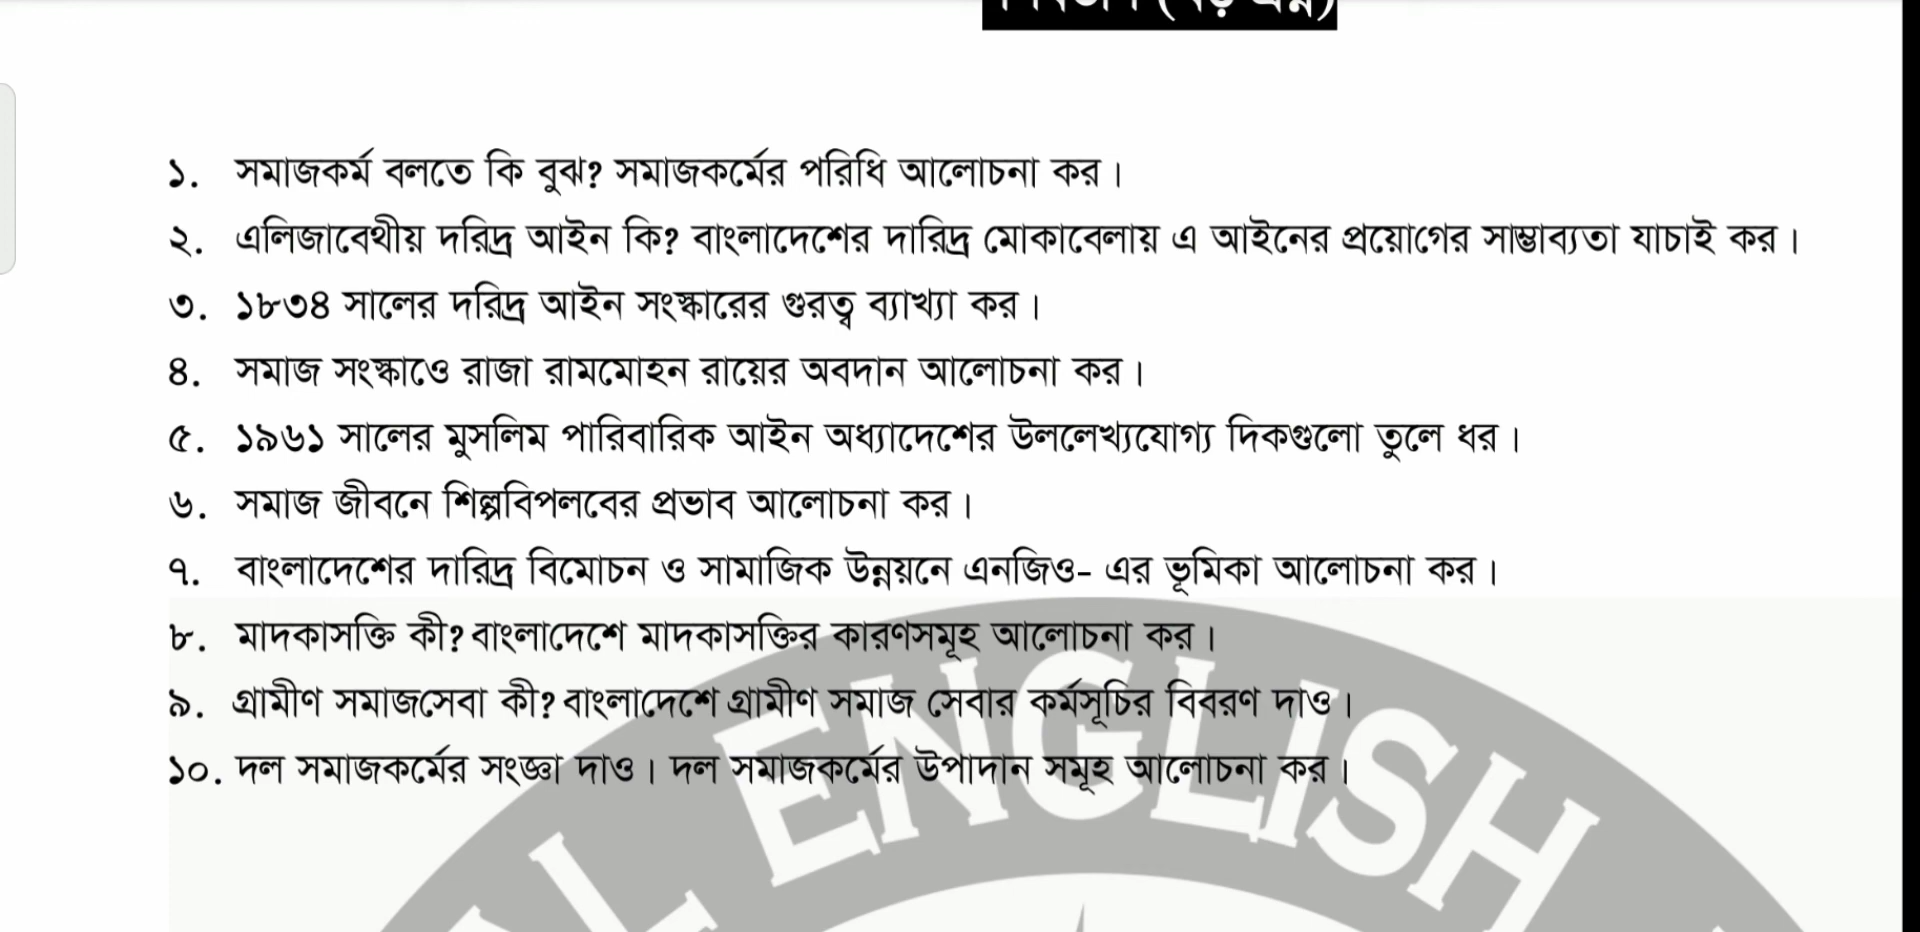 ১. সমাজকর্ম বলতে কি বুঝ? সমাজকর্মের পরিধি আলোচনা কর।
২. এলিজাবেথীয় দরিদ্র আইন কি? বাংলাদেশের দারিদ্র মোকাবেলায় এ আইনের প্রয়োগের সাম্ভাব্যতা যাচাই কর।
৩. ১৮৩৪ সালের দরিদ্র আইন সংস্কারের গুরত্ব ব্যাখ্যা কর।
৪. সমাজ সংস্কাওে রাজা রামমোহন রায়ের অবদান আলোচনা কর।
৫. ১৯৬১ সালের মুসলিম পারিবারিক আইন অধ্যাদেশের উললেখ্যযোগ্য দিকগুলো তুলে ধর।
৬. সমাজ জীবনে শিল্পবিপলবের প্রভাব আলোচনা কর।
৭. বাংলাদেশের দারিদ্র বিমোচন ও সামাজিক উন্নয়নে এনজিও- এর ভূমিকা আলোচনা কর।
৮. মাদকাসক্তি কী? বাংলাদেশে মাদকাসক্তির কারণসমূহ আলোচনা কর।
৯. গ্রামীণ সমাজসেবা কী? বাংলাদেশে গ্রামীণ সমাজ সেবার কর্মসূচির বিবরণ দাও।
১০. দল সমাজকর্মের সংজ্ঞা দাও। দল সমাজকর্মের উপাদান সমূহ আলোচনা কর।
ENGLISH